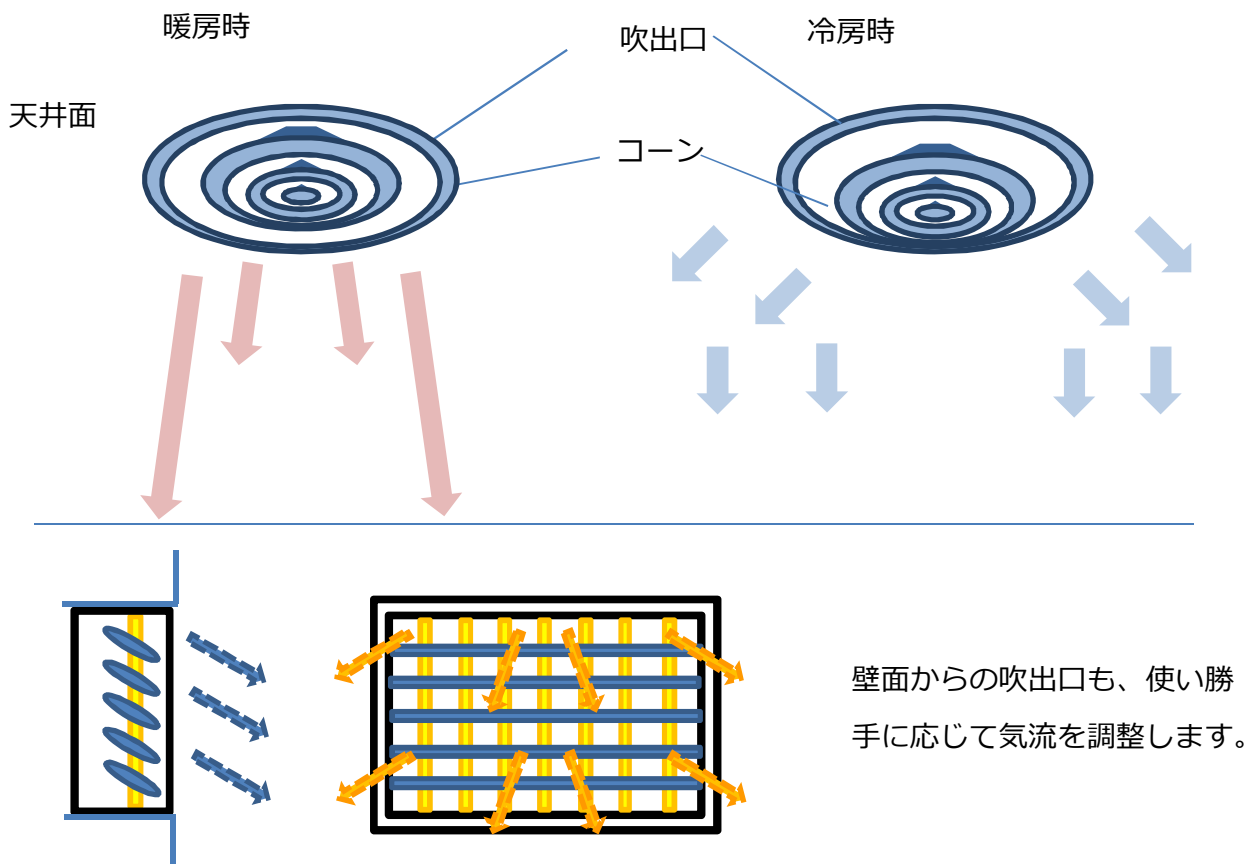 暖房時
吹出口
冷房時
天井面
コーン
壁面からの吹出口も、使い勝
手に応じて気流を調整します。